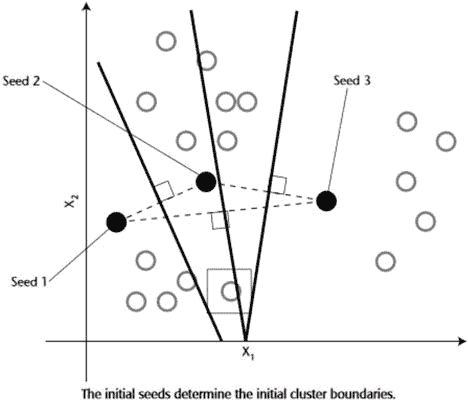 Seed 2
Seed 3
X2
Seed 1
X1
The initial seeds determine the initial cluster boundaries.